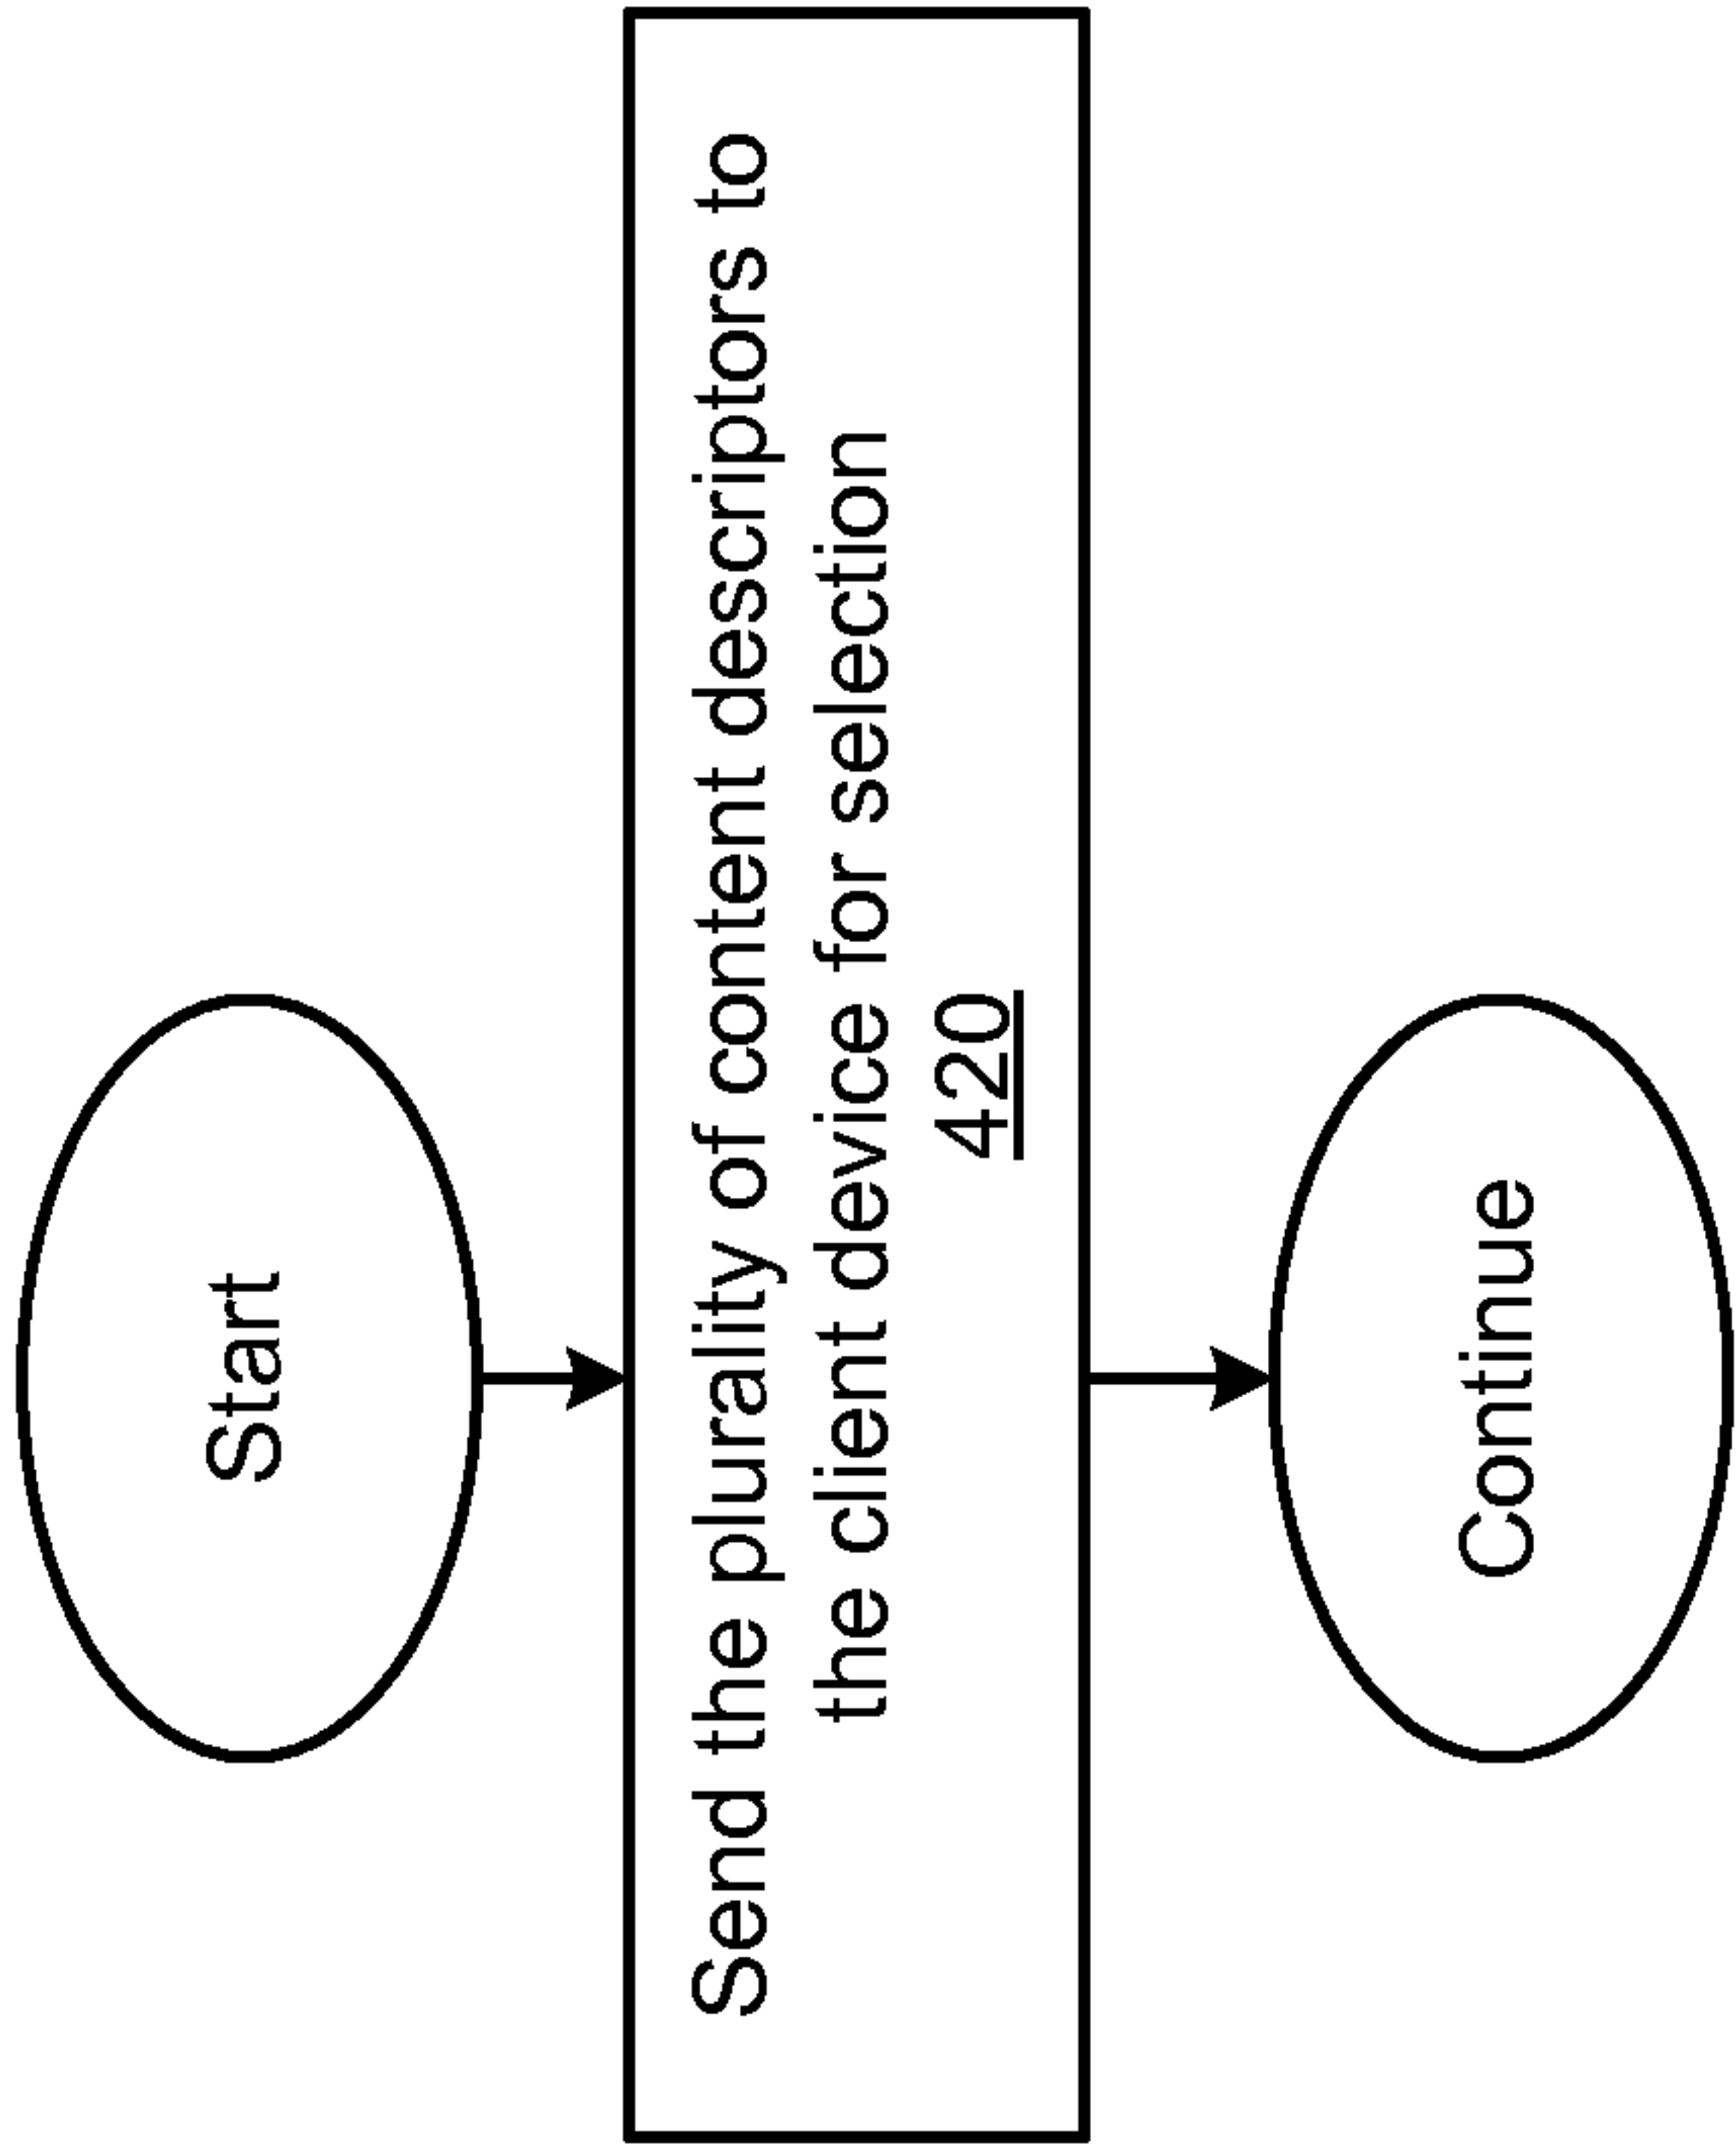 Start
Send the plurality of content descriptors to
the client device for selection
420
Continue